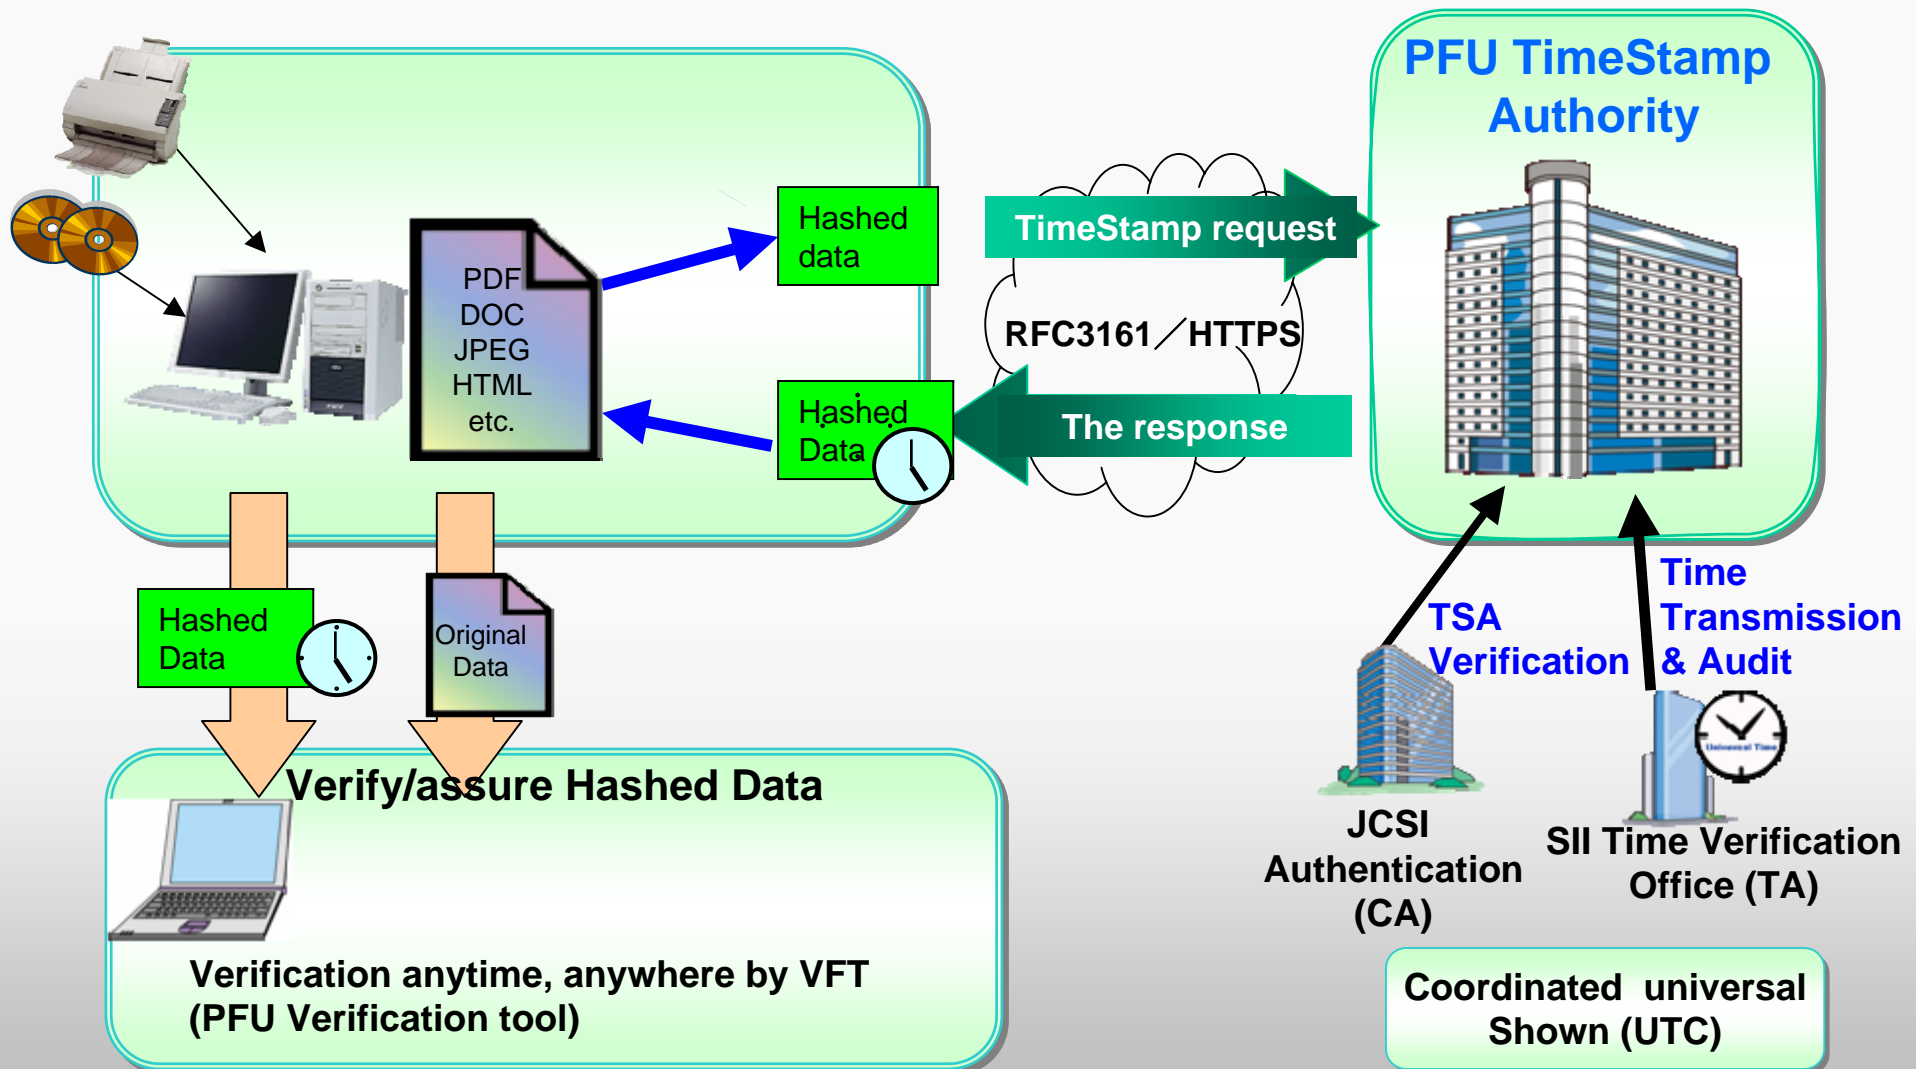 PFU TimeStamp
Authority
Hashed
data
TimeStamp request
PDF
DOC
JPEG
HTML
etc.
RFC3161／HTTPS
Hashed
Data
The response
Hashed
Data
Original
Data
TSA
Verification
Time
Transmission
& Audit
Universal Time
Verify/assure Hashed Data
JCSI
Authentication
(CA)
SII Time Verification
Office (TA)
Verification anytime, anywhere by VFT
(PFU Verification tool)
Coordinated universal
Shown (UTC)